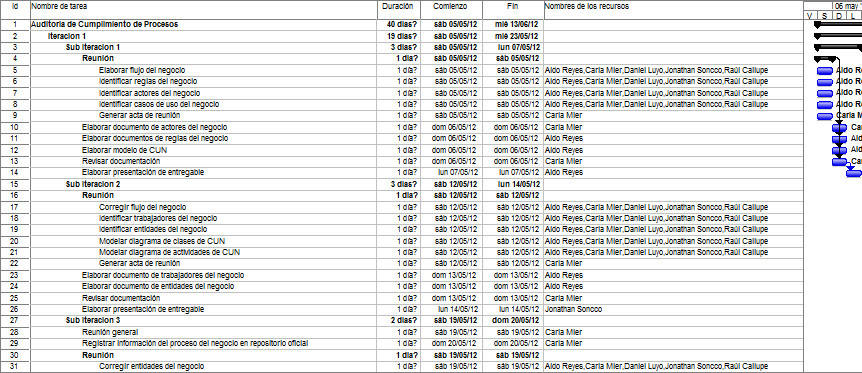 Id Nombre de tarea Duración Comienzo Fin Nombres de los recursos 06 may '
V S D L
1 Auditoria de Cumplimiento de Procesos 40 días? sáb 05/05/12 mié 13/06/12
2 Iteracion 1 19 días? sáb 05/05/12 mié 23/05/12
3 Sub Iteracion 1 3 días? sáb 05/05/12 lun 07/05/12
4 Reunión 1 día? sáb 05/05/12 sáb 05/05/12
5 Elaborar flujo del negocio 1 día? sáb 05/05/12 sáb 05/05/12 Aldo Reyes,Carla Mier,Daniel Luyo,Jonathan Soncco,Raúl Callupe Aldo R
6 Identificar reglas del negocio 1 día? sáb 05/05/12 sáb 05/05/12 Aldo Reyes,Carla Mier,Daniel Luyo,Jonathan Soncco,Raúl Callupe Aldo R
7 Identificar actores del negocio 1 día? sáb 05/05/12 sáb 05/05/12 Aldo Reyes,Carla Mier,Daniel Luyo,Jonathan Soncco,Raúl Callupe Aldo R
8 Identificar casos de uso del negocio 1 día? sáb 05/05/12 sáb 05/05/12 Aldo Reyes,Carla Mier,Daniel Luyo,Jonathan Soncco,Raúl Callupe Aldo R
9 Generar acta de reunión 1 día? sáb 05/05/12 sáb 05/05/12 Carla Mier Carla M
10 Elaborar documento de actores del negocio 1 día? dom 06/05/12 dom 06/05/12 Carla Mier Ca
11 Elaborar documentos de reglas del negocio 1 día? dom 06/05/12 dom 06/05/12 Aldo Reyes Ald
12 Elaborar modelo de CUN 1 día? dom 06/05/12 dom 06/05/12 Aldo Reyes Ald
13 Revisar documentación 1 día? dom 06/05/12 dom 06/05/12 Carla Mier Ca
14 Elaborar presentación de entregable 1 día? lun 07/05/12 lun 07/05/12 Aldo Reyes
15 Sub Iteracion 2 3 días? sáb 12/05/12 lun 14/05/12
16 Reunión 1 día? sáb 12/05/12 sáb 12/05/12
17 Corregir flujo del negocio 1 día? sáb 12/05/12 sáb 12/05/12 Aldo Reyes,Carla Mier,Daniel Luyo,Jonathan Soncco,Raúl Callupe
18 Identificar trabajadores del negocio 1 día? sáb 12/05/12 sáb 12/05/12 Aldo Reyes,Carla Mier,Daniel Luyo,Jonathan Soncco,Raúl Callupe
19 Identificar entidades del negocio 1 día? sáb 12/05/12 sáb 12/05/12 Aldo Reyes,Carla Mier,Daniel Luyo,Jonathan Soncco,Raúl Callupe
20 Modelar diagrama de clases de CUN 1 día? sáb 12/05/12 sáb 12/05/12 Aldo Reyes,Carla Mier,Daniel Luyo,Jonathan Soncco,Raúl Callupe
21 Modelar diagrama de actividades de CUN 1 día? sáb 12/05/12 sáb 12/05/12 Aldo Reyes,Carla Mier,Daniel Luyo,Jonathan Soncco,Raúl Callupe
22 Generar acta de reunión 1 día? sáb 12/05/12 sáb 12/05/12 Carla Mier
23 Elaborar documento de trabajadores del negocio 1 día? dom 13/05/12 dom 13/05/12 Aldo Reyes
24 Elaborar documento de entidades del negocio 1 día? dom 13/05/12 dom 13/05/12 Aldo Reyes
25 Revisar documentación 1 día? dom 13/05/12 dom 13/05/12 Carla Mier
26 Elaborar presentación de entregable 1 día? lun 14/05/12 lun 14/05/12 Jonathan Soncco
27 Sub Iteracion 3 2 días? sáb 19/05/12 dom 20/05/12
28 Reunión general 1 día? sáb 19/05/12 sáb 19/05/12 Carla Mier
29 Registrar información del proceso del negocio en repositorio oficial 1 día? dom 20/05/12 dom 20/05/12 Carla Mier
30 Reunión 1 día? sáb 19/05/12 sáb 19/05/12
31 Corregir entidades del negocio 1 día? sáb 19/05/12 sáb 19/05/12 Aldo Reyes,Carla Mier,Daniel Luyo,Jonathan Soncco,Raúl Callupe